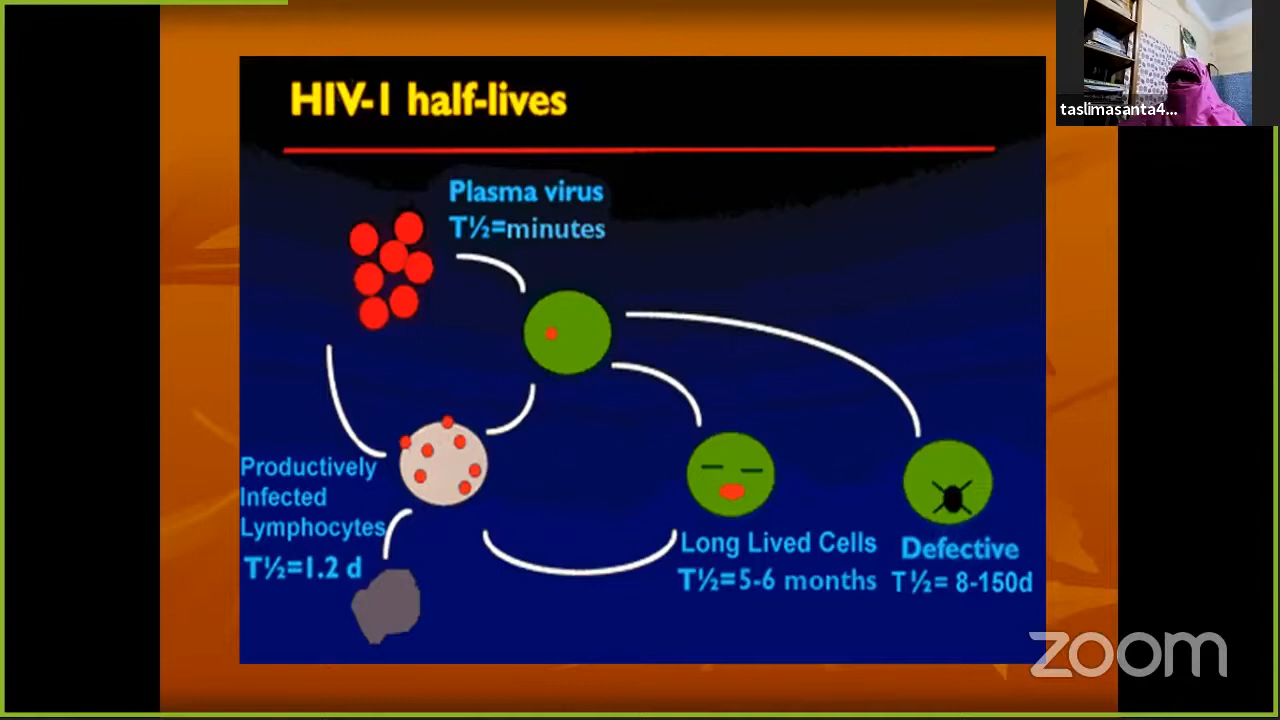 HIV-1 half-lives
taslimasanta4...
Plasma virus
T½=minutes
Productively
Infected
Lymphocytes
T½=1.2 d
Long Lived Cells
T½=5-6 months
Defective
T½= 8-150d
zoom